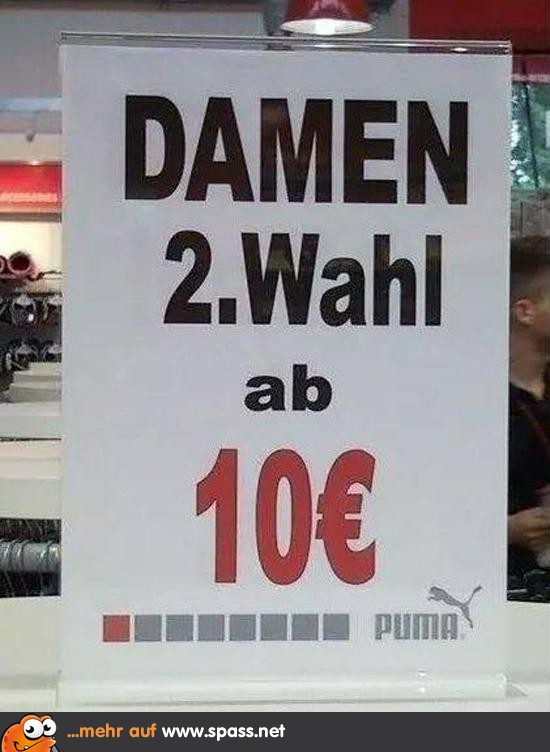 DAMEN
2.Wahl
ab
10€
PUMA®
...mehr auf www.spass.net